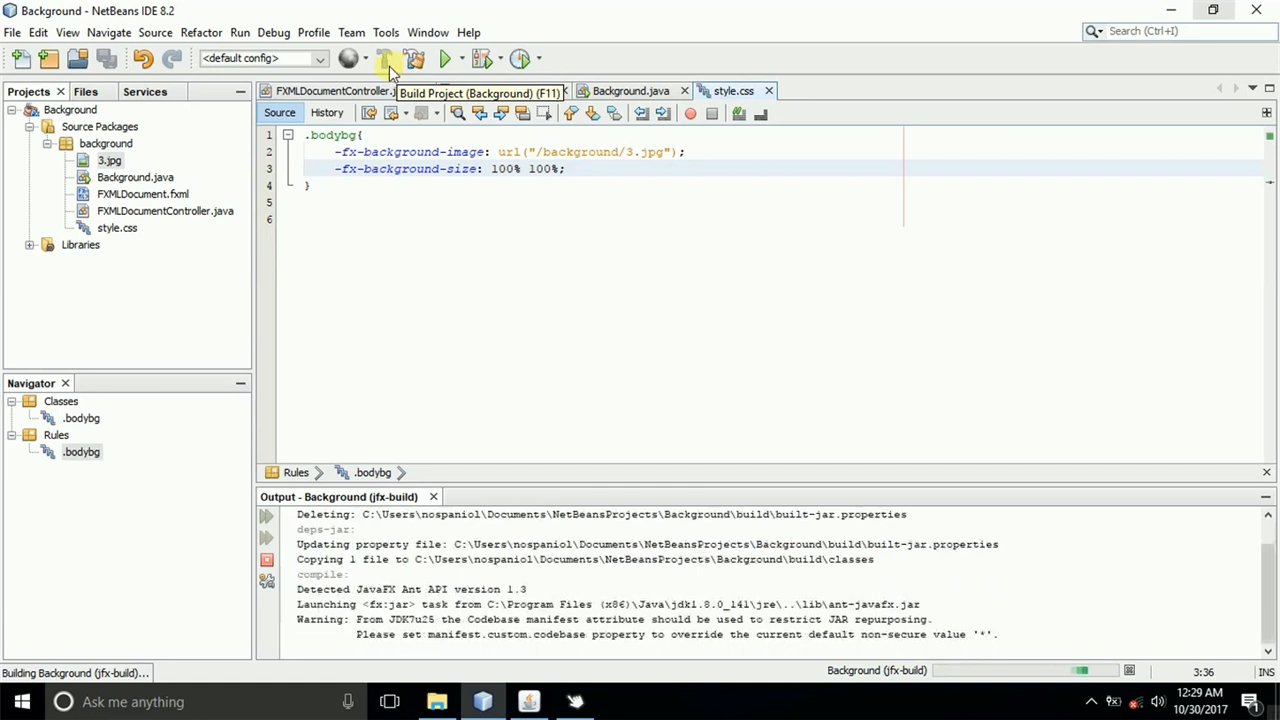 Background - NetBeans IDE 8.2
File Edit View Navigate Source Refactor Run Debug Profile Team Tools Window Help
Search (Ctrl+I)
<default config>
Projects Files Services
FXMLDocumentController.j Background.java style.css
Build Project (Background) (F11)
Source History
Background
Source Packages
background
3.jpg
Background.java
FXMLDocument.fxml
FXMLDocumentController.java
style.css
Libraries
1 .bodybg{
2 -fx-background-image: url("/background/3.jpg");
3 -fx-background-size: 100% 100%;
4 }
5
6
Navigator
Classes
.bodybg
Rules
.bodybg
Rules .bodybg
Output - Background (jfx-build)
Deleting: C:\Users\nospaniol\Documents\NetBeansProjects\Background\build\built-jar.properties
deps-jar:
Updating property file: C:\Users\nospaniol\Documents\NetBeansProjects\Background\build\built-jar.properties
Copying 1 file to C:\Users\nospaniol\Documents\NetBeansProjects\Background\build\classes
compile:
Detected JavaFX Ant API version 1.3
Launching <fx:jar> task from C:\Program Files (x86)\Java\jdk1.8.0_141\jre\..\lib\ant-javafx.jar
Warning: From JDK7u25 the Codebase manifest attribute should be used to restrict JAR repurposing.
Please set manifest.custom.codebase property to override the current default non-secure value '*'.
Building Background (jfx-build)...
Background (jfx-build)
3:36
INS
Ask me anything
12:29 AM
10/30/2017
1